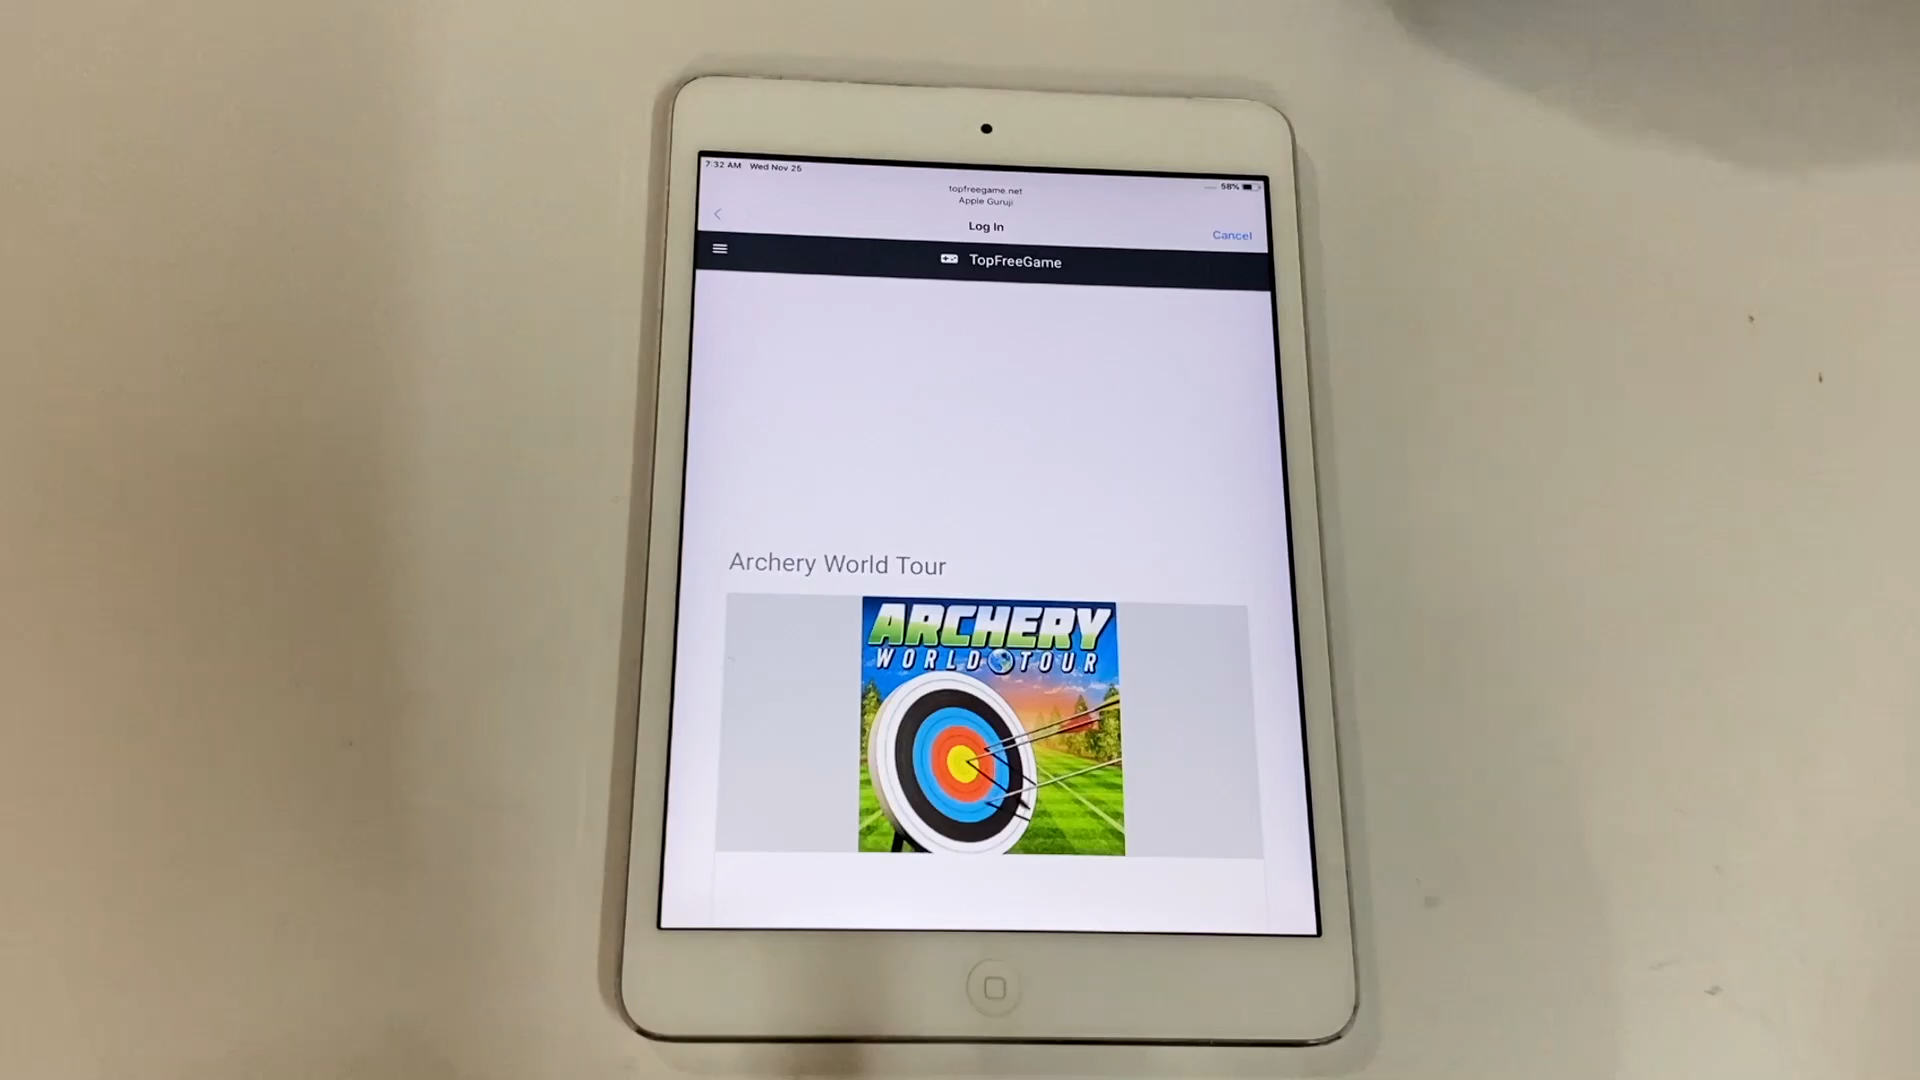 7:32 AM Wed Nov 25
58%
topfreegame.net
Apple Guruji
Log In
Cancel
TopFreeGame
Archery World Tour
ARCHERY
WORLD TOUR